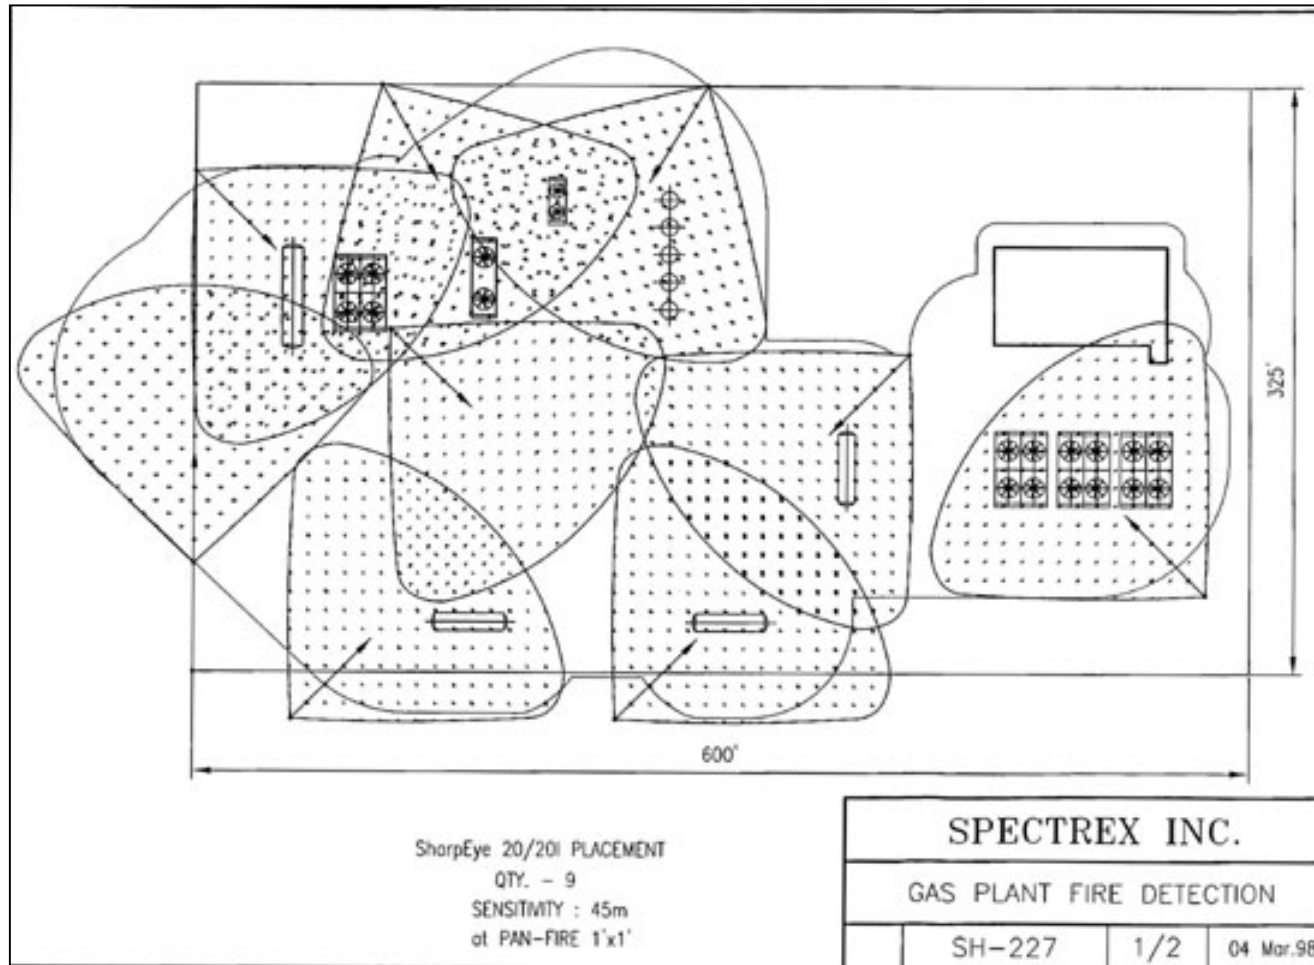 325'
600'
SharpEye 20/20I PLACEMENT
QTY. - 9
SENSITIVITY : 45m
at PAN-FIRE 1'x1'
SPECTREX INC.
GAS PLANT FIRE DETECTION
SH-227 1/2 04 Mar.98